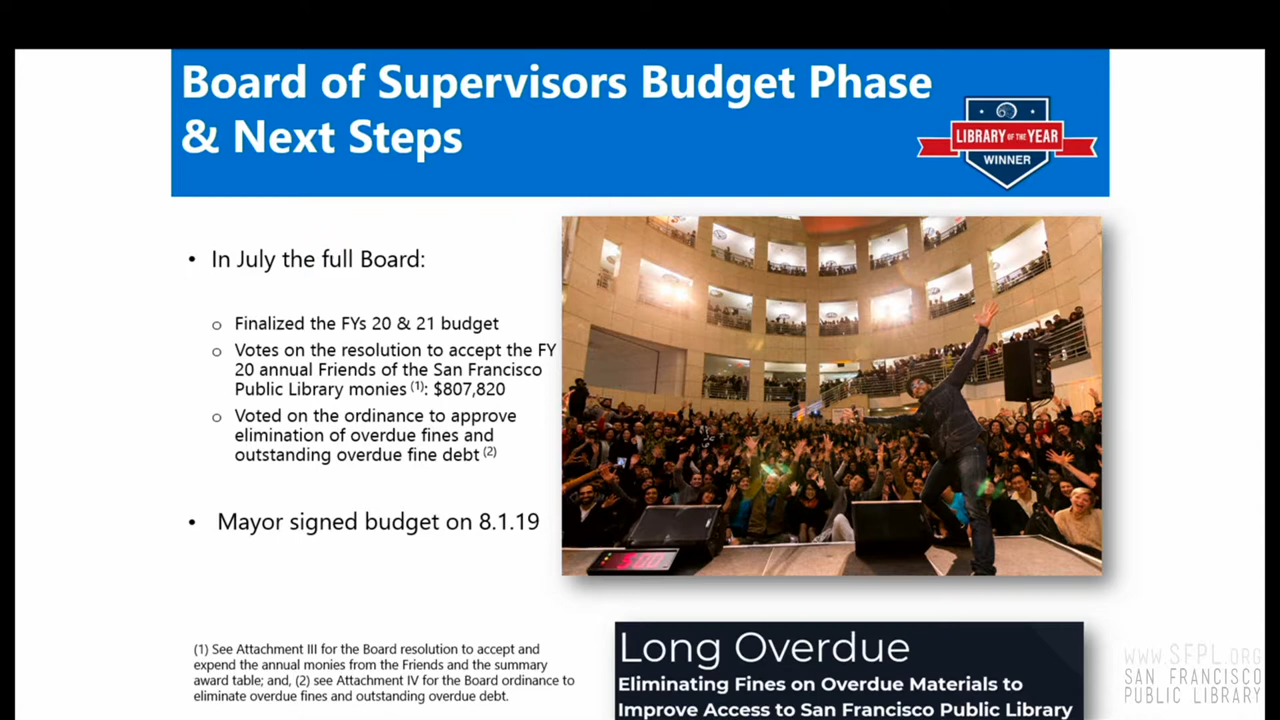 Board of Supervisors Budget Phase
& Next Steps
LIBRARY OF THE YEAR
WINNER
• In July the full Board:
o Finalized the FYs 20 & 21 budget
o Votes on the resolution to accept the FY
20 annual Friends of the San Francisco
Public Library monies (1): $807,820
o Voted on the ordinance to approve
elimination of overdue fines and
outstanding overdue fine debt (2)
• Mayor signed budget on 8.1.19
(1) See Attachment III for the Board resolution to accept and
expend the annual monies from the Friends and the summary
award table; and, (2) see Attachment IV for the Board ordinance to
eliminate overdue fines and outstanding overdue debt.
Long Overdue
Eliminating Fines on Overdue Materials to
Improve Access to San Francisco Public Library
WWW.SFPL.ORG
SAN FRANCISCO
PUBLIC LIBRARY